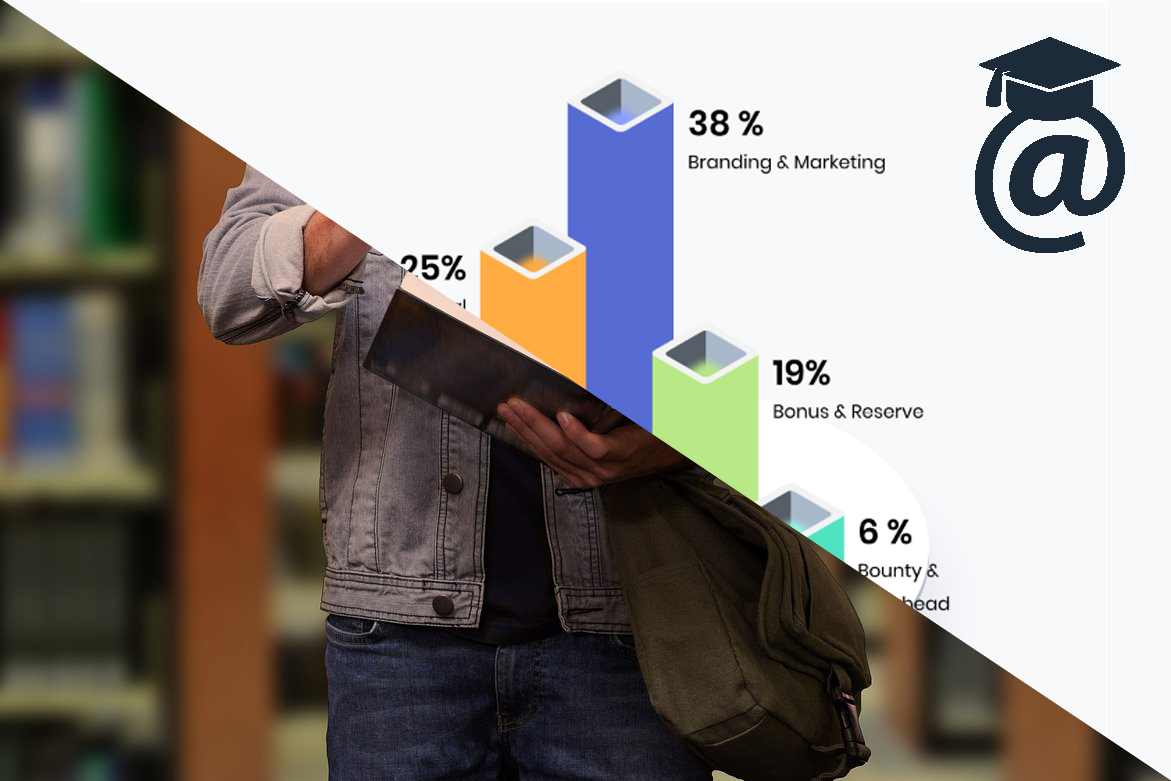 38 %
Branding & Marketing
25%
19%
Bonus & Reserve
6 %
Bounty &
@